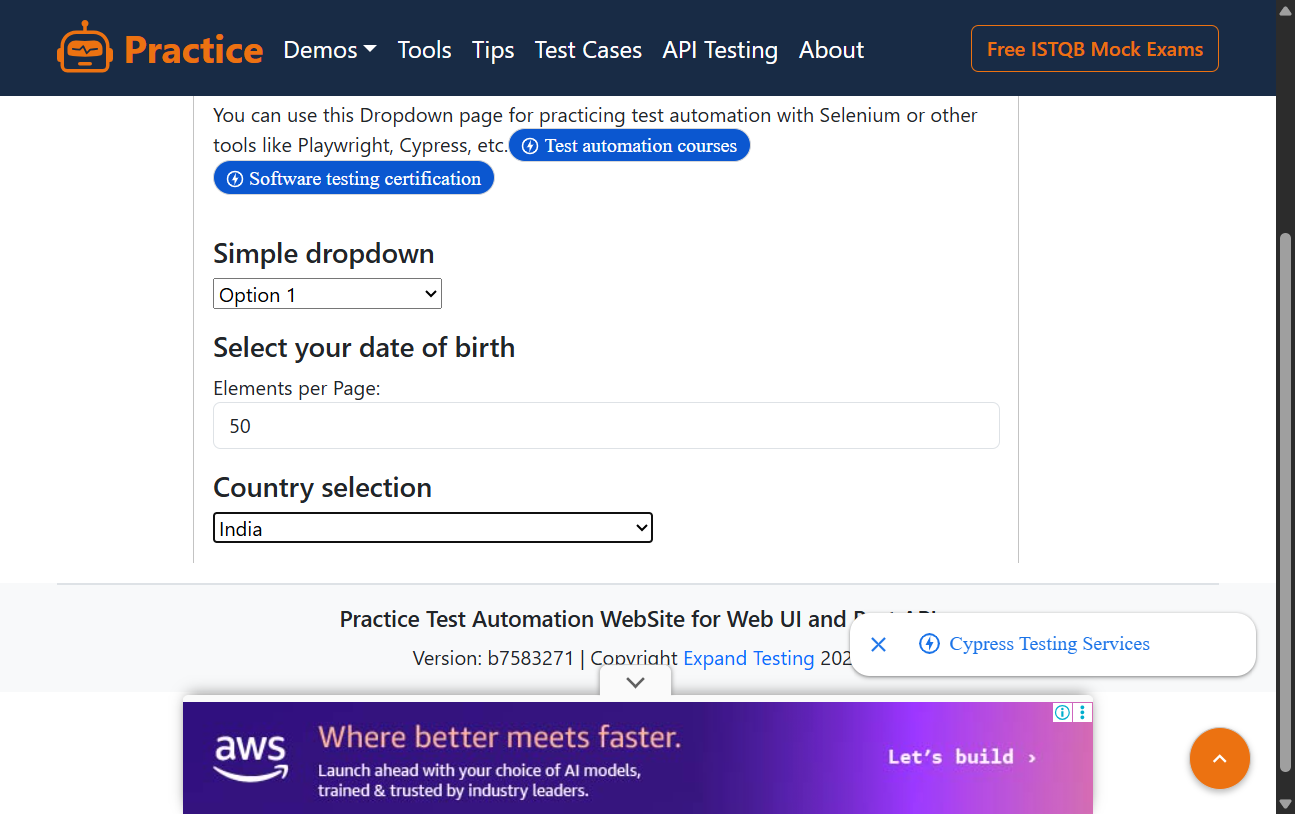 Practice Demos Tools Tips Test Cases API Testing About Free ISTQB Mock Exams
You can use this Dropdown page for practicing test automation with Selenium or other
tools like Playwright, Cypress, etc. Test automation courses
Software testing certification
Simple dropdown
Option 1
Select your date of birth
Elements per Page:
50
Country selection
India
Practice Test Automation WebSite for Web UI and
Cypress Testing Services
Version: b7583271 | Copyright Expand Testing 202
aws
Where better meets faster.
Launch ahead with your choice of AI models,
trained & trusted by industry leaders.
Let's build ›